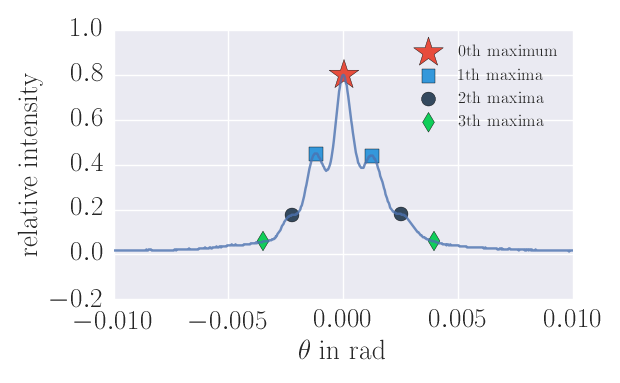 1.0
0.8
0.6
0.4
0.2
0.0
−0.2
relative intensity
0th maximum
1th maxima
2th maxima
3th maxima
−0.010 −0.005 0.000 0.005 0.010
θ in rad